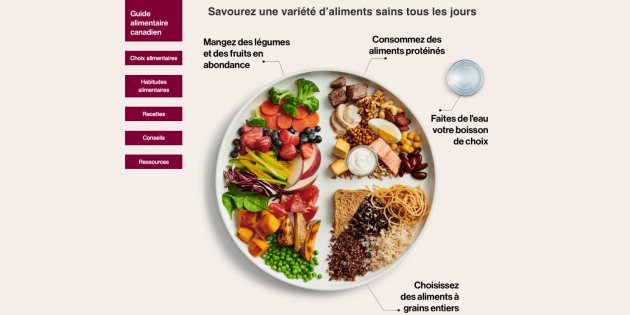 Guide
alimentaire
canadien
Choix alimentaires
Habitudes
alimentaires
Recettes
Conseils
Ressources
Savourez une variété d'aliments sains tous les jours
Mangez des légumes
et des fruits en
abondance
Consommez des
aliments protéinés
Faites de l'eau
votre boisson
de choix
Choisissez
des aliments à
grains entiers